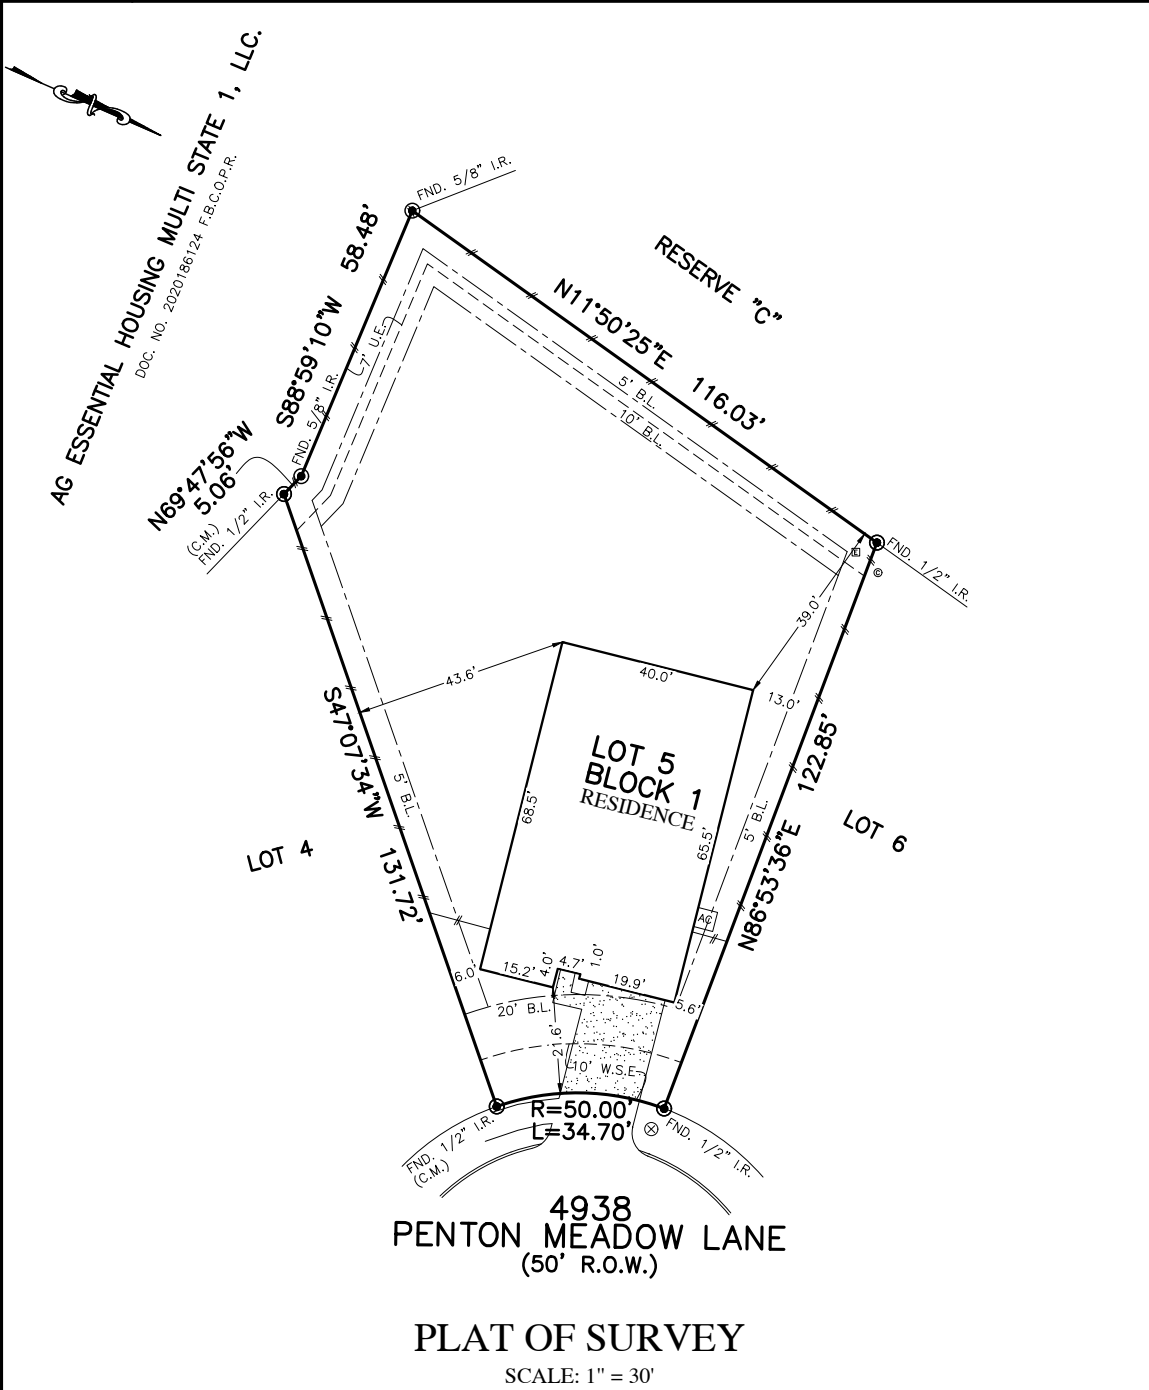 AG ESSENTIAL HOUSING MULTI STATE 1, LLC.
DOC. NO. 2020186124 F.B.C.O.P.R.
FND. 5/8" I.R.
S88°59'10"W 58.48'
RESERVE "C"
N11°50'25"E 116.03'
7' U.E.
5' B.L.
10' B.L.
FND. 5/8" I.R.
N69°47'56"W
5.06'
(C.M.)
FND. 1/2" I.R.
E
C
FND. 1/2" I.R.
39.0'
43.6'
40.0'
13.0'
S47°07'34"W 131.72'
5' B.L.
LOT 5
BLOCK 1
RESIDENCE
68.5'
65.5'
5' B.L.
N86°53'36"E 122.85'
LOT 4
LOT 6
AC
6.0'
15.2'
4.0'
4.7'
1.0'
19.9'
5.6'
20' B.L.
21.6'
10' W.S.E.
R=50.00'
L=34.70'
FND. 1/2" I.R.
(C.M.)
FND. 1/2" I.R.
4938
PENTON MEADOW LANE
(50' R.O.W.)
PLAT OF SURVEY
SCALE: 1" = 30'